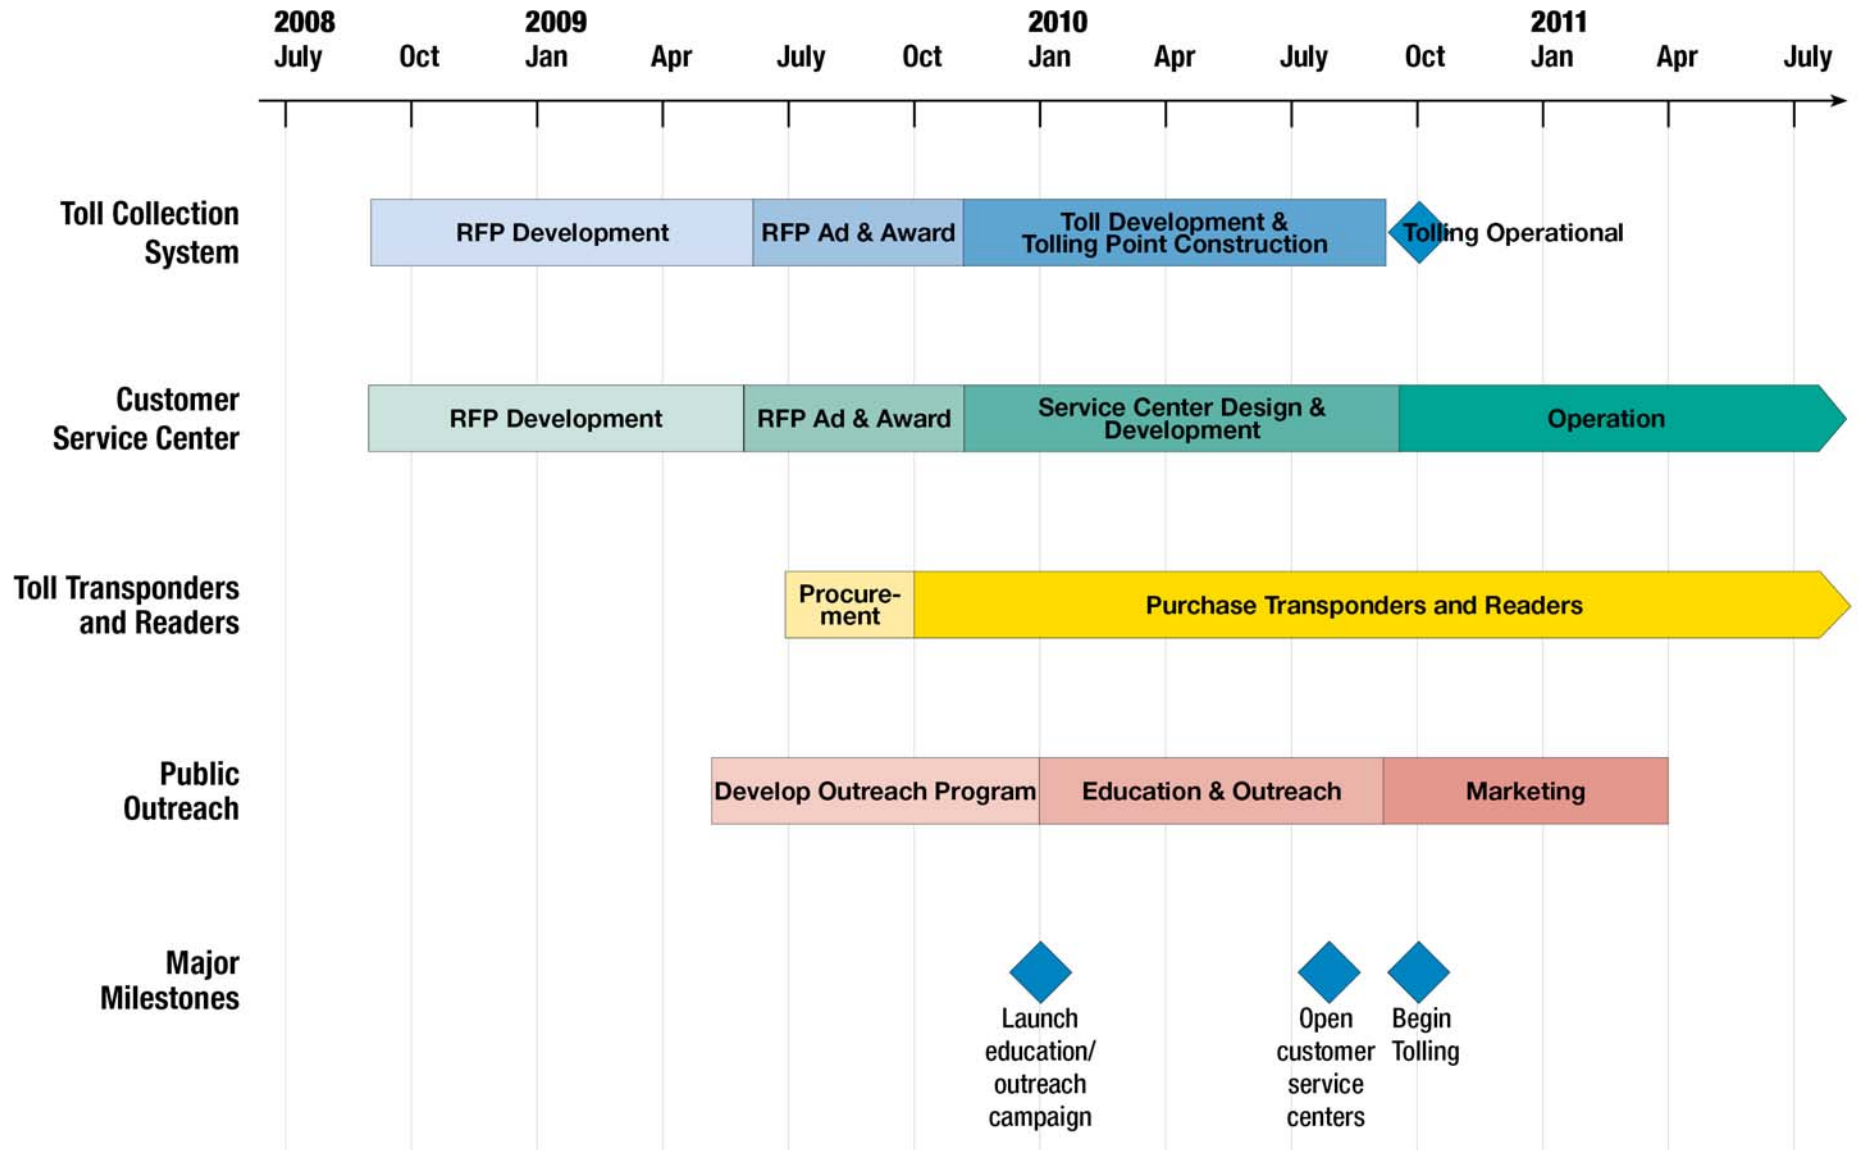 2008 2009 2010 2011
July Oct Jan Apr July Oct Jan Apr July Oct Jan Apr July
Toll Collection
System
RFP Development
RFP Ad & Award
Toll Development &
Tolling Point Construction
Tolling Operational
Customer
Service Center
RFP Development
RFP Ad & Award
Service Center Design &
Development
Operation
Toll Transponders
and Readers
Procure-
ment
Purchase Transponders and Readers
Public
Outreach
Develop Outreach Program
Education & Outreach
Marketing
Major
Milestones
Launch
education/
outreach
campaign
Open
customer
service
centers
Begin
Tolling